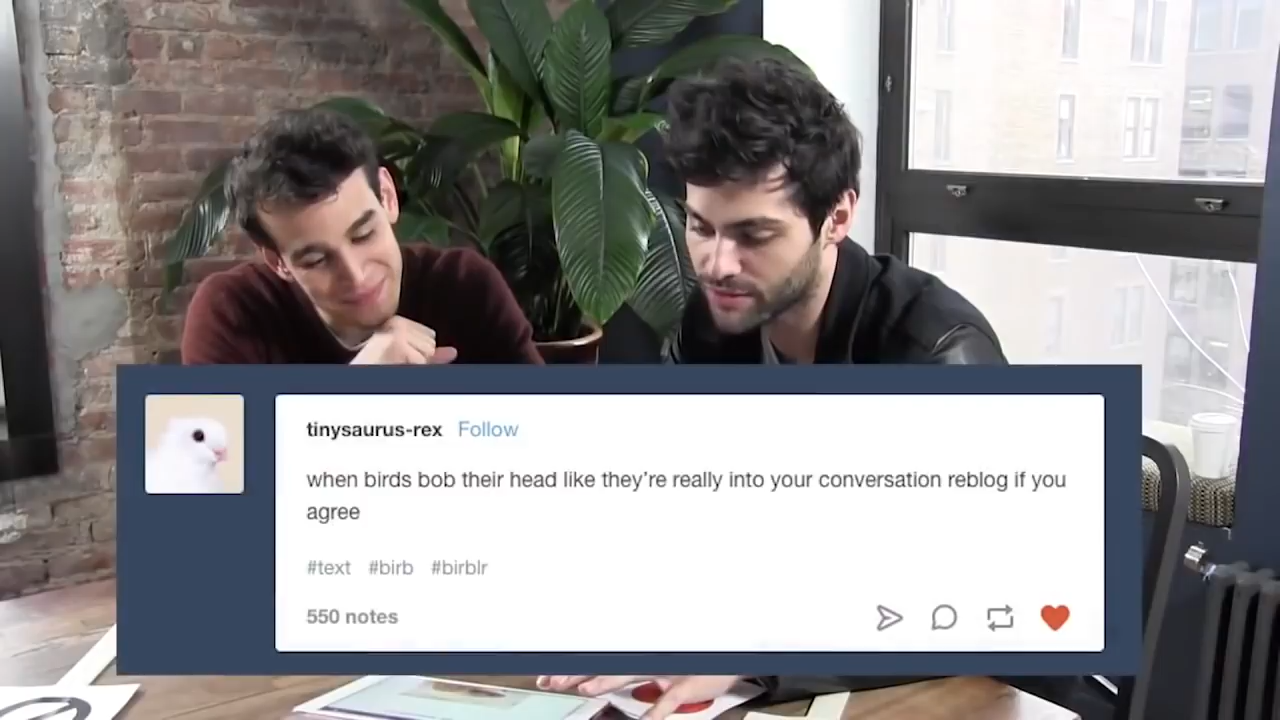 tinysaurus-rex Follow
when birds bob their head like they're really into your conversation reblog if you
agree
#text #birb #birblr
550 notes